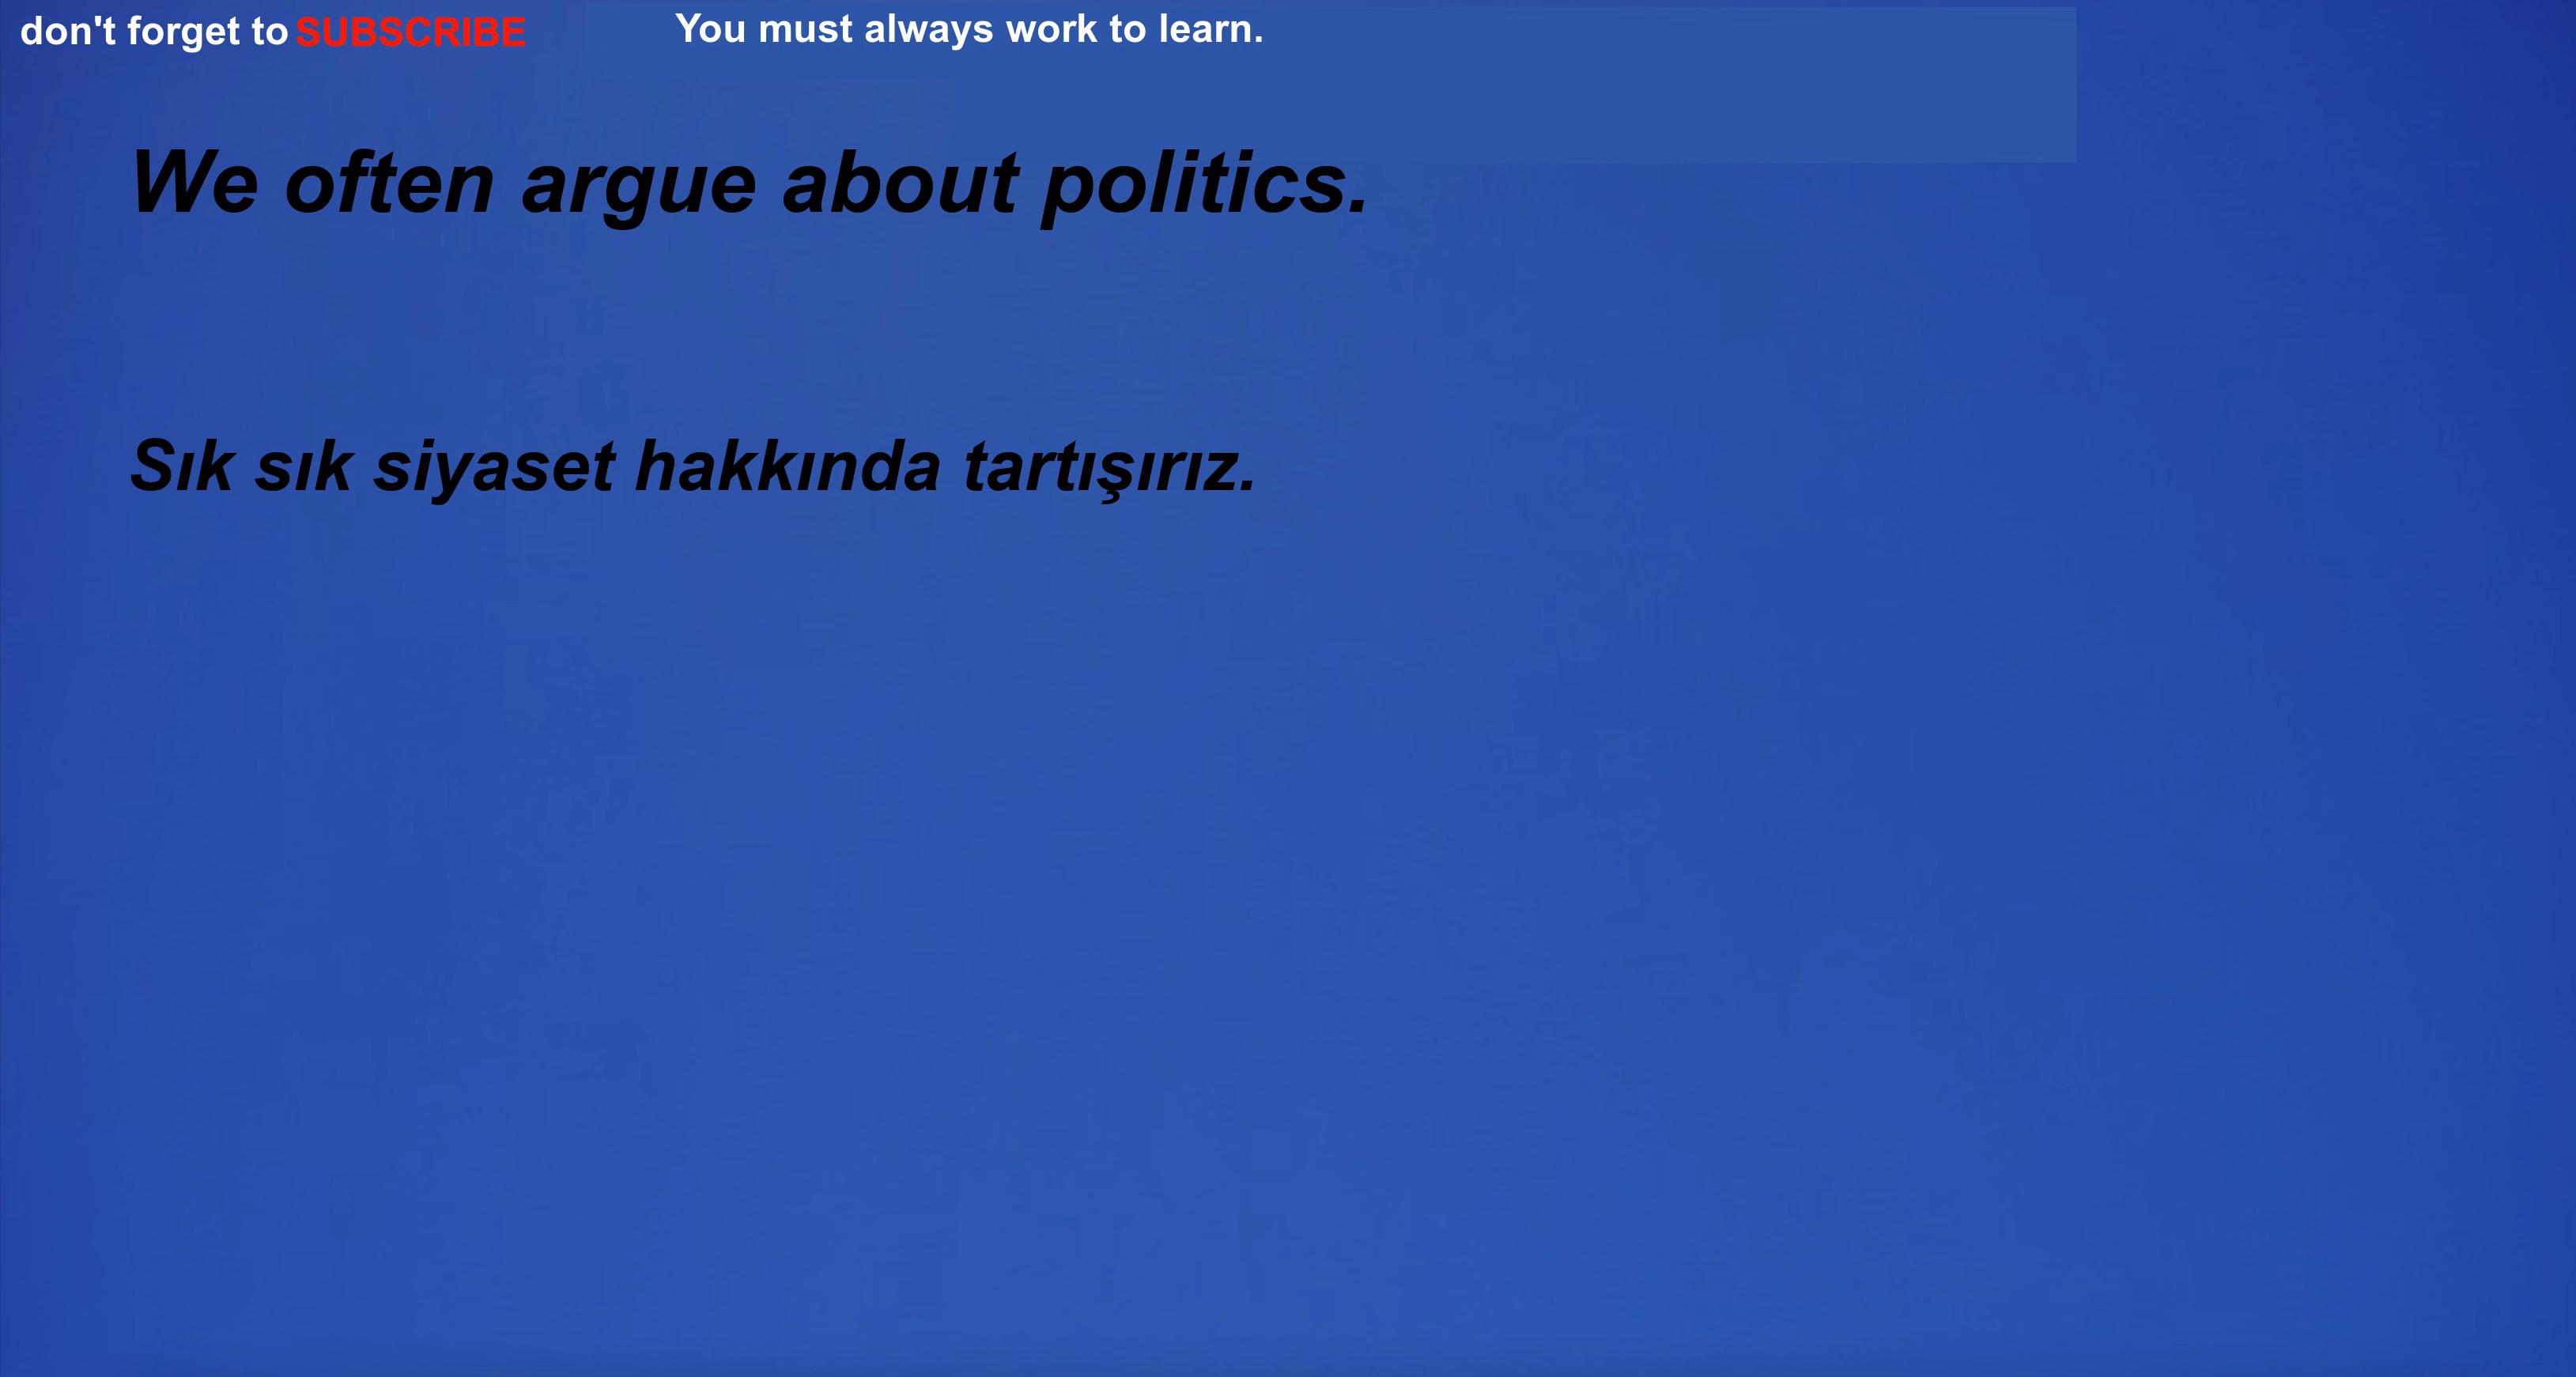 don't forget to SUBSCRIBE You must always work to learn.
We often argue about politics.
Sık sık siyaset hakkında tartışırız.